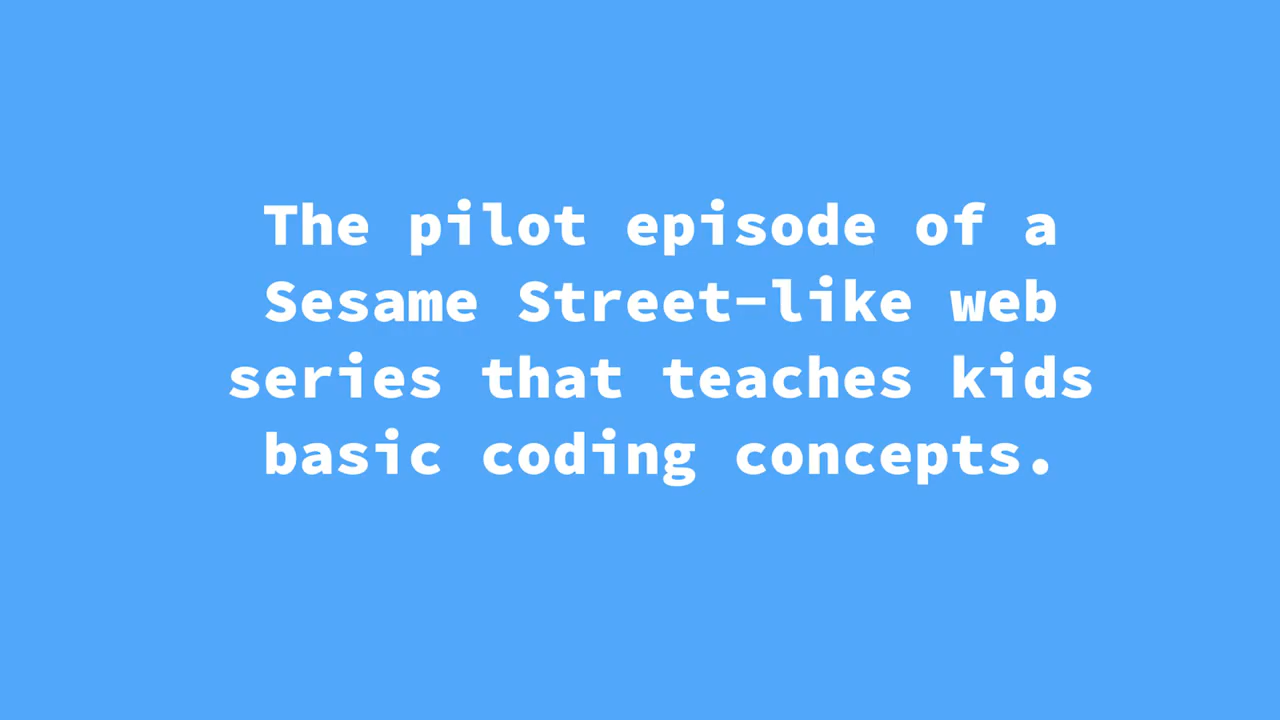 The pilot episode of a
Sesame Street-like web
series that teaches kids
basic coding concepts.